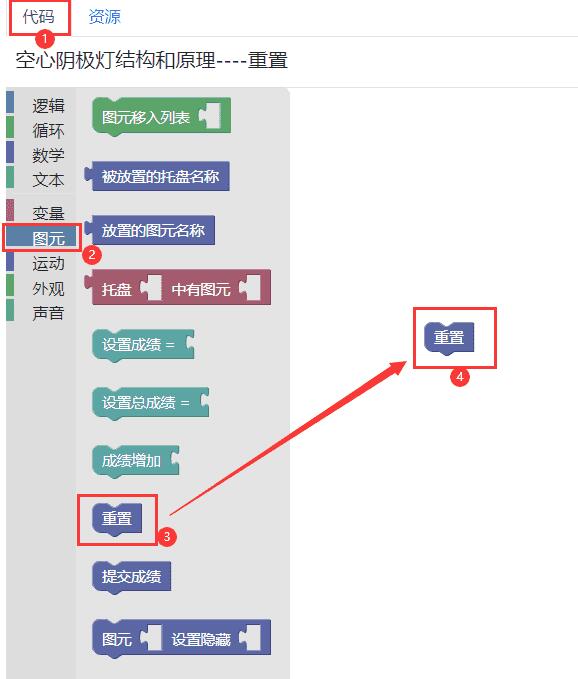 代码 资源
1
空心阴极灯结构和原理----重置
逻辑
循环
数学
文本
变量
图元
2
运动
外观
声音
图元移入列表
被放置的托盘名称
放置的图元名称
托盘 中有图元
设置成绩 =
设置总成绩 =
成绩增加
重置
3
提交成绩
图元 设置隐藏
重置
4